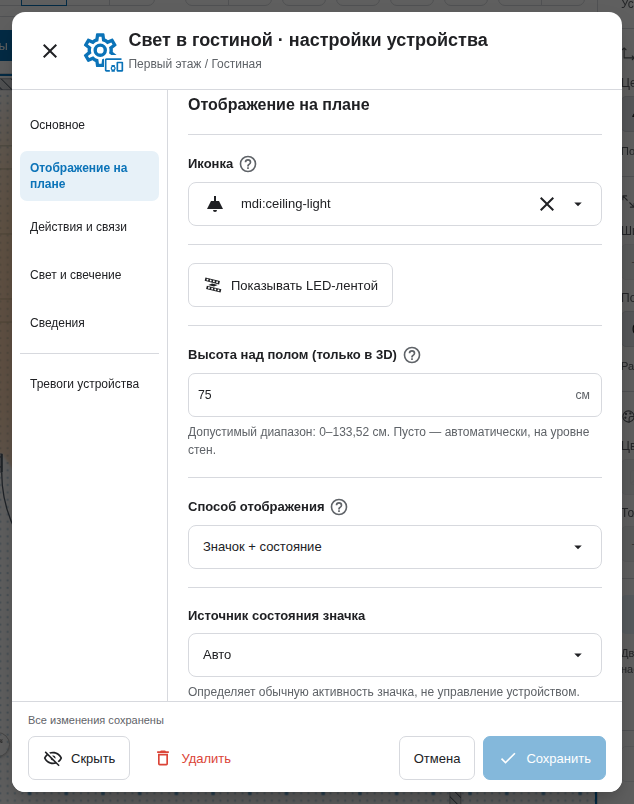 Свет в гостиной · настройки устройства
Первый этаж / Гостиная
Основное
Отображение на
плане
Действия и связи
Свет и свечение
Сведения
Тревоги устройства
Отображение на плане
Иконка
mdi:ceiling-light
Показывать LED-лентой
Высота над полом (только в 3D)
75
см
Допустимый диапазон: 0–133,52 см. Пусто — автоматически, на уровне
стен.
Способ отображения
Значок + состояние
Источник состояния значка
Авто
Определяет обычную активность значка, не управление устройством.
Все изменения сохранены
Скрыть
Удалить
Отмена
Сохранить